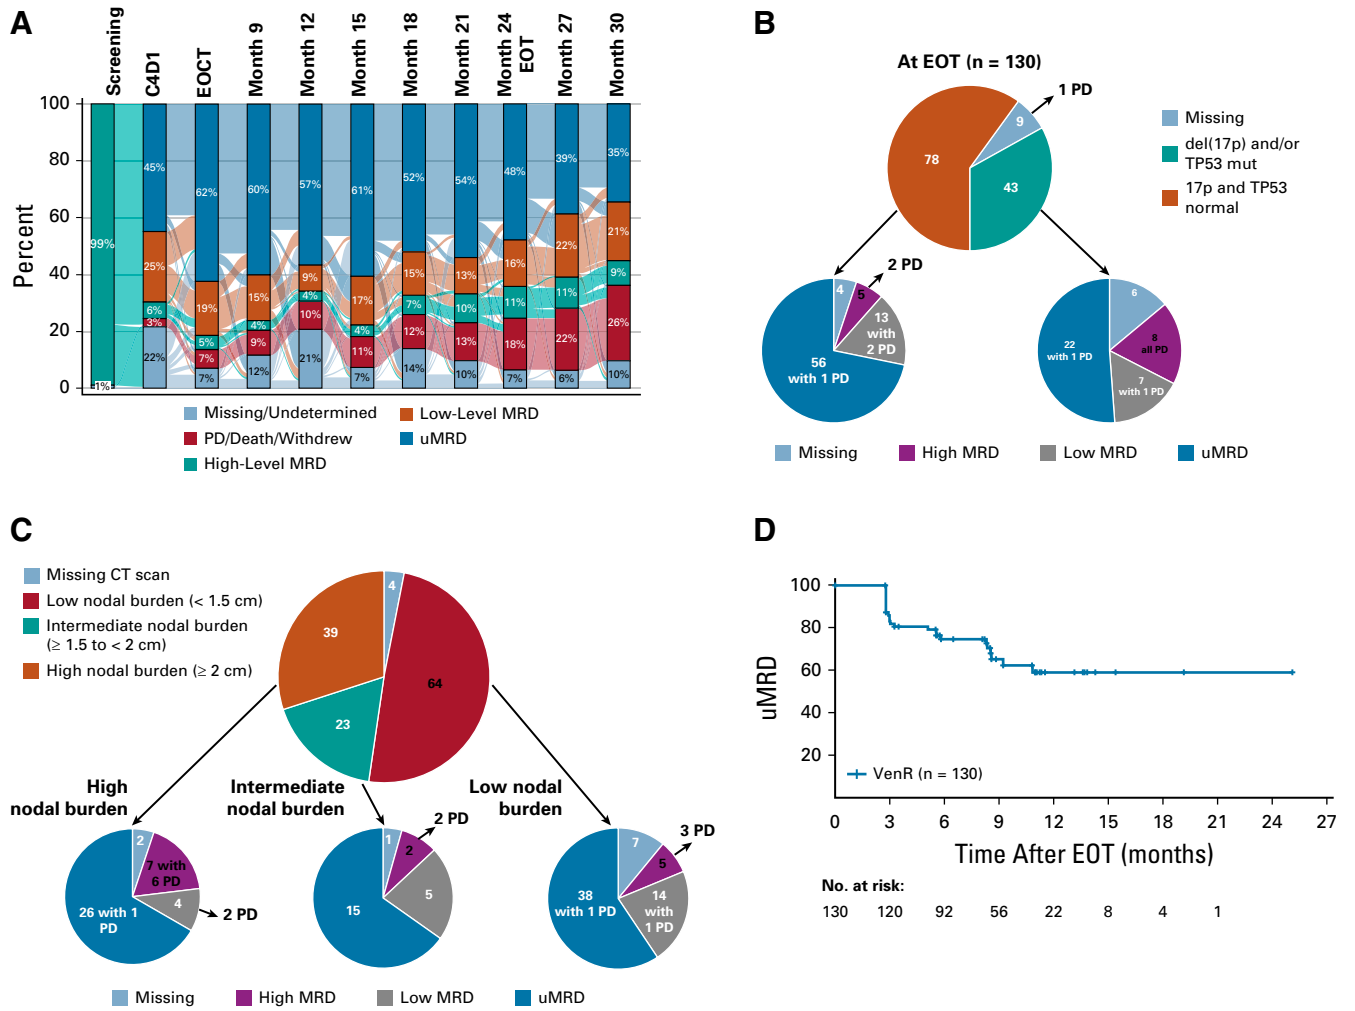 A
Screening
C4D1
EOCT
Month 9
Month 12
Month 15
Month 18
Month 21
Month 24
EOT
Month 27
Month 30
Percent
100
80
60
40
20
0
99%
1%
45%
25%
6%
3%
22%
62%
19%
5%
7%
7%
60%
15%
4%
9%
12%
57%
9%
4%
10%
21%
61%
17%
4%
11%
7%
52%
15%
7%
12%
14%
54%
13%
10%
13%
10%
48%
16%
11%
18%
7%
39%
22%
11%
22%
6%
35%
21%
9%
26%
10%
Missing/Undetermined
PD/Death/Withdrew
High-Level MRD
Low-Level MRD
uMRD
B
At EOT (n = 130)
1 PD
9
78
43
Missing
del(17p) and/or
TP53 mut
17p and TP53
normal
2 PD
4
5
13
with
2 PD
56
with 1 PD
6
8
all PD
7
with 1 PD
22
with 1 PD
Missing
High MRD
Low MRD
uMRD
C
Missing CT scan
Low nodal burden (< 1.5 cm)
Intermediate nodal burden
(≥ 1.5 to < 2 cm)
High nodal burden (≥ 2 cm)
4
39
64
23
High
nodal burden
Intermediate
nodal burden
Low nodal
burden
2
7 with
6 PD
4
2 PD
26 with 1
PD
2 PD
1
2
5
15
3 PD
7
5
14
with
1 PD
38
with 1 PD
Missing
High MRD
Low MRD
uMRD
D
uMRD
100
80
60
40
20
VenR (n = 130)
0 3 6 9 12 15 18 21 24 27
Time After EOT (months)
No. at risk:
130 120 92 56 22 8 4 1